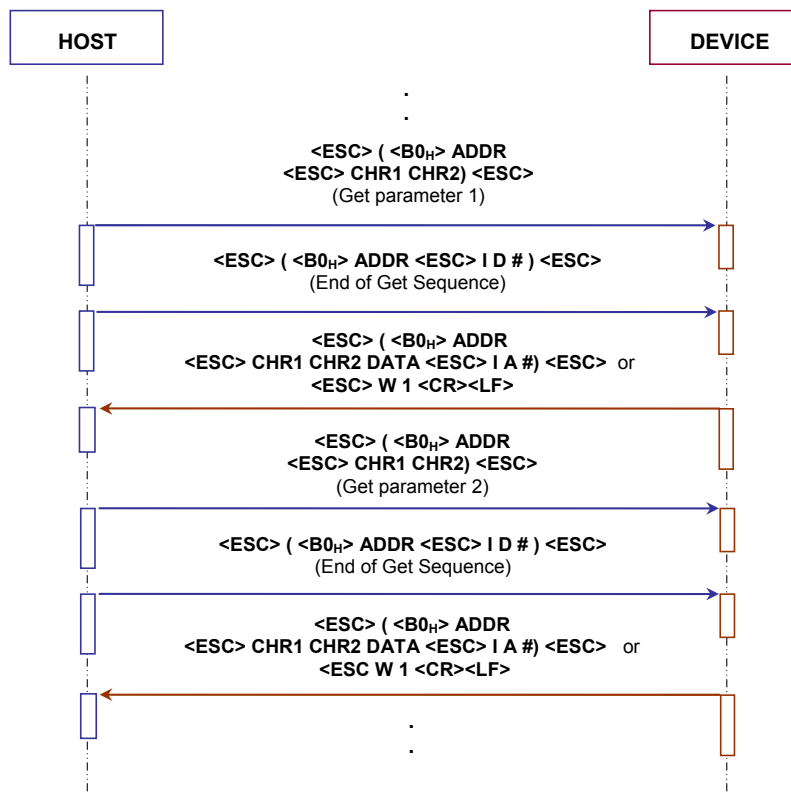 HOST
DEVICE
.
.
<ESC> ( <B0H> ADDR
<ESC> CHR1 CHR2) <ESC>
(Get parameter 1)
<ESC> ( <B0H> ADDR <ESC> I D # ) <ESC>
(End of Get Sequence)
<ESC> ( <B0H> ADDR
<ESC> CHR1 CHR2 DATA <ESC> I A #) <ESC> or
<ESC> W 1 <CR><LF>
<ESC> ( <B0H> ADDR
<ESC> CHR1 CHR2) <ESC>
(Get parameter 2)
<ESC> ( <B0H> ADDR <ESC> I D # ) <ESC>
(End of Get Sequence)
<ESC> ( <B0H> ADDR
<ESC> CHR1 CHR2 DATA <ESC> I A #) <ESC> or
<ESC W 1 <CR><LF>
.
.